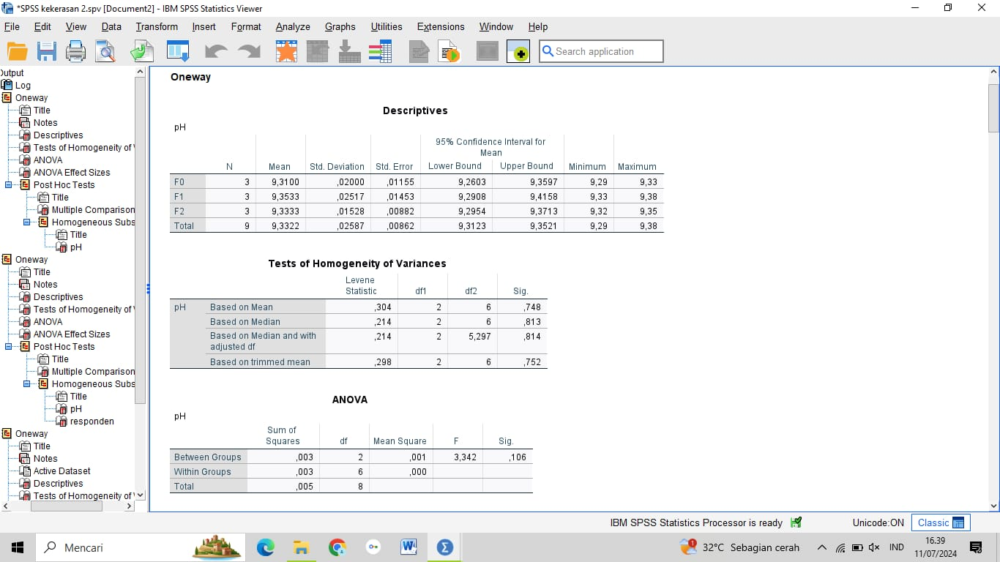 *SPSS kekerasan 2.spv [Document2] - IBM SPSS Statistics Viewer
File Edit View Data Transform Insert Format Analyze Graphs Utilities Extensions Window Help
Search application
Output
Log
Oneway
Title
Notes
Descriptives
Tests of Homogeneity of
ANOVA
ANOVA Effect Sizes
Post Hoc Tests
Title
Multiple Comparison
Homogeneous Subs
Title
pH
Oneway
Title
Notes
Descriptives
Tests of Homogeneity of
ANOVA
ANOVA Effect Sizes
Post Hoc Tests
Title
Multiple Comparison
Homogeneous Subs
Title
pH
responden
Oneway
Title
Notes
Active Dataset
Descriptives
Tests of Homogeneity of
Oneway
Descriptives
pH
95% Confidence Interval for
Mean
N Mean Std. Deviation Std. Error Lower Bound Upper Bound Minimum Maximum
F0 3 9,3100 ,02000 ,01155 9,2603 9,3597 9,29 9,33
F1 3 9,3533 ,02517 ,01453 9,2908 9,4158 9,33 9,38
F2 3 9,3333 ,01528 ,00882 9,2954 9,3713 9,32 9,35
Total 9 9,3322 ,02587 ,00862 9,3123 9,3521 9,29 9,38
Tests of Homogeneity of Variances
Levene
Statistic df1 df2 Sig.
pH Based on Mean ,304 2 6 ,748
Based on Median ,214 2 6 ,813
Based on Median and with ,214 2 5,297 ,814
adjusted df
Based on trimmed mean ,298 2 6 ,752
ANOVA
pH
Sum of
Squares df Mean Square F Sig.
Between Groups ,003 2 ,001 3,342 ,106
Within Groups ,003 6 ,000
Total ,005 8
IBM SPSS Statistics Processor is ready Unicode:ON Classic
Mencari
1
32°C Sebagian cerah
IND
16.39
11/07/2024